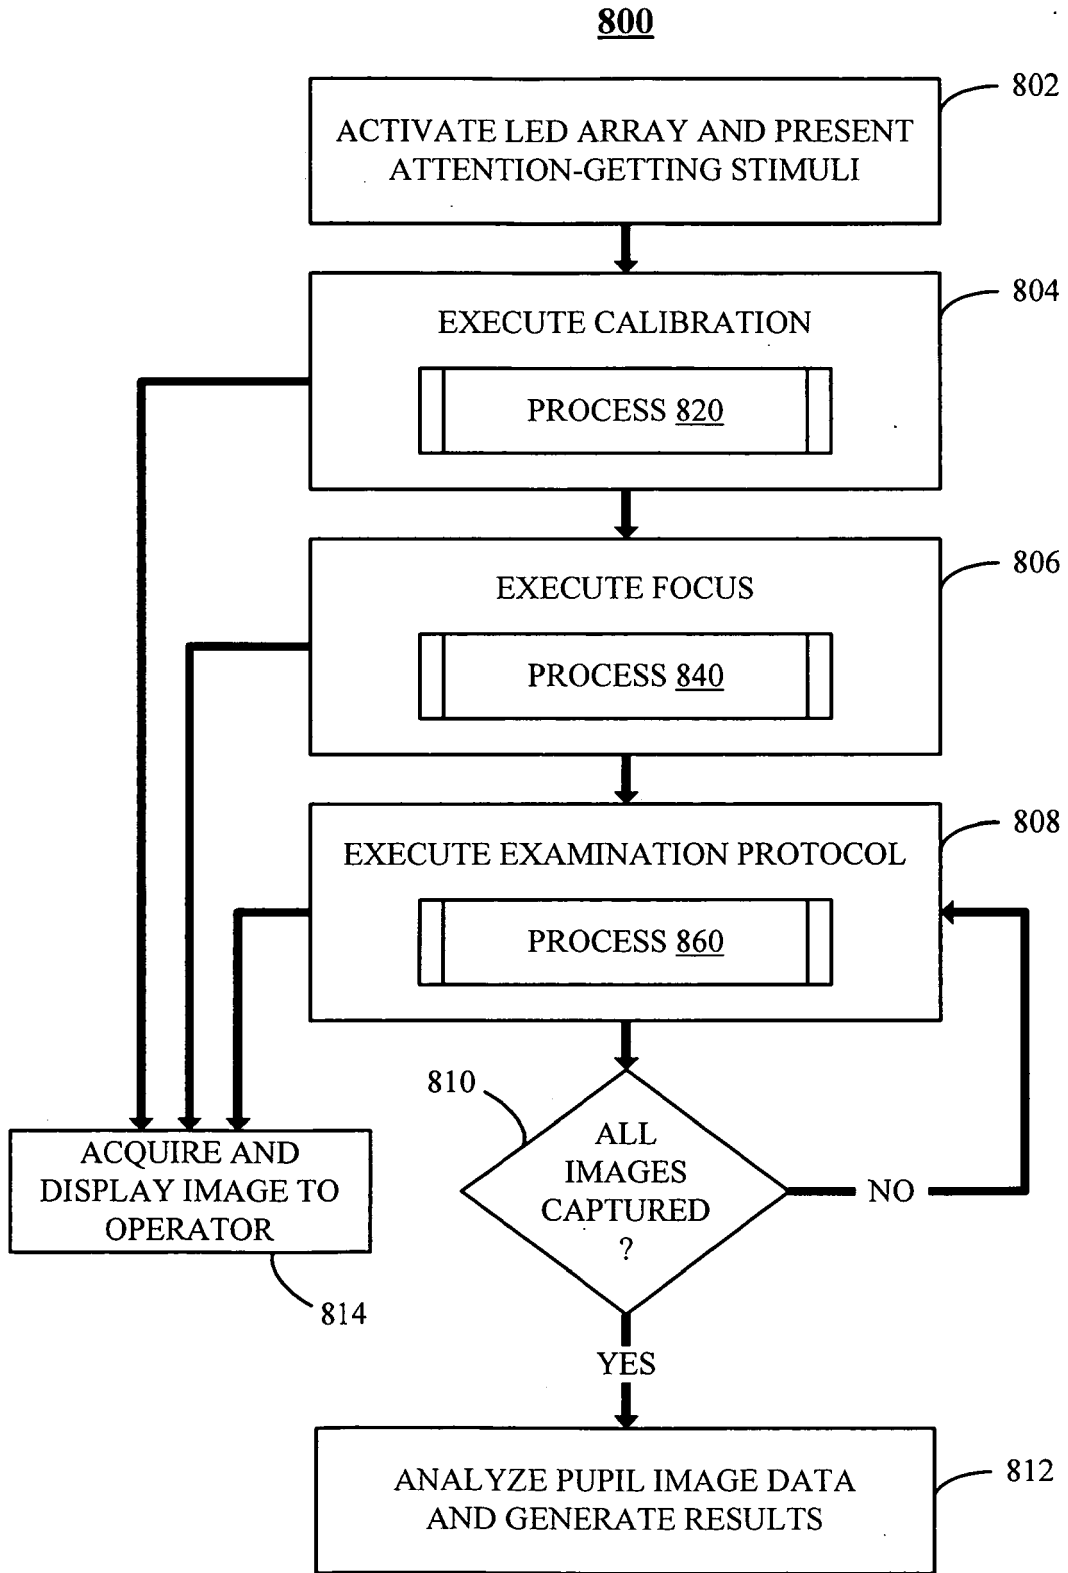 800
802
ACTIVATE LED ARRAY AND PRESENT
ATTENTION-GETTING STIMULI
804
EXECUTE CALIBRATION
PROCESS 820
806
EXECUTE FOCUS
PROCESS 840
808
EXECUTE EXAMINATION PROTOCOL
PROCESS 860
810
ALL
IMAGES
CAPTURED
?
NO
ACQUIRE AND
DISPLAY IMAGE TO
OPERATOR
814
YES
812
ANALYZE PUPIL IMAGE DATA
AND GENERATE RESULTS